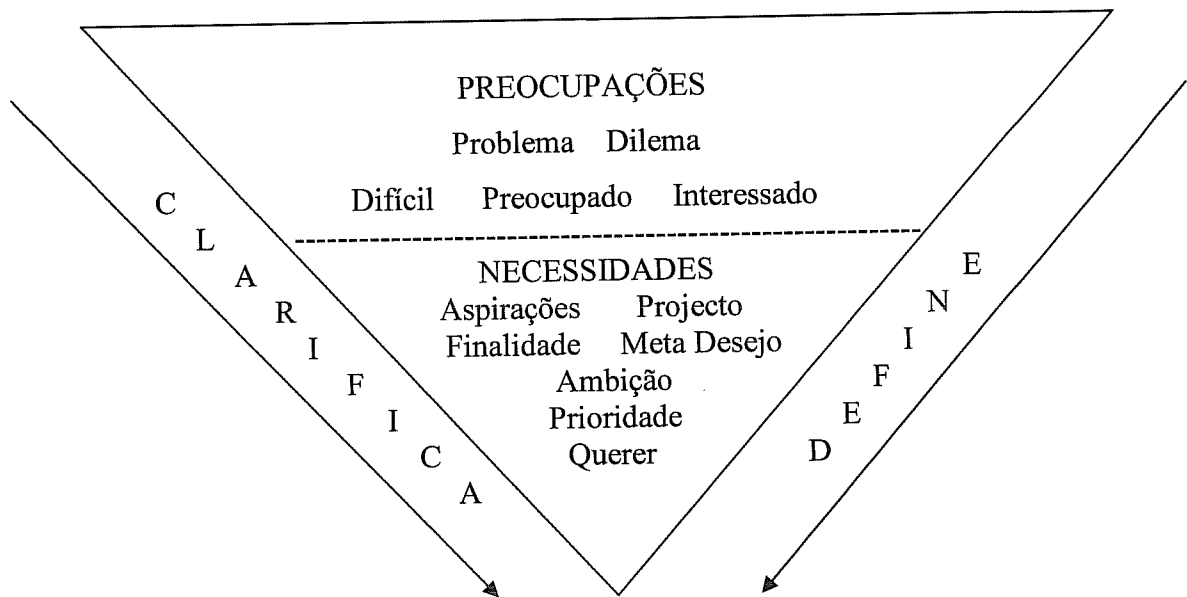 PREOCUPAÇÕES
Problema Dilema
Difícil Preocupado Interessado
NECESSIDADES
Aspirações Projecto
Finalidade Meta Desejo
Ambição
Prioridade
Querer
CLARIFICA
DEFINE